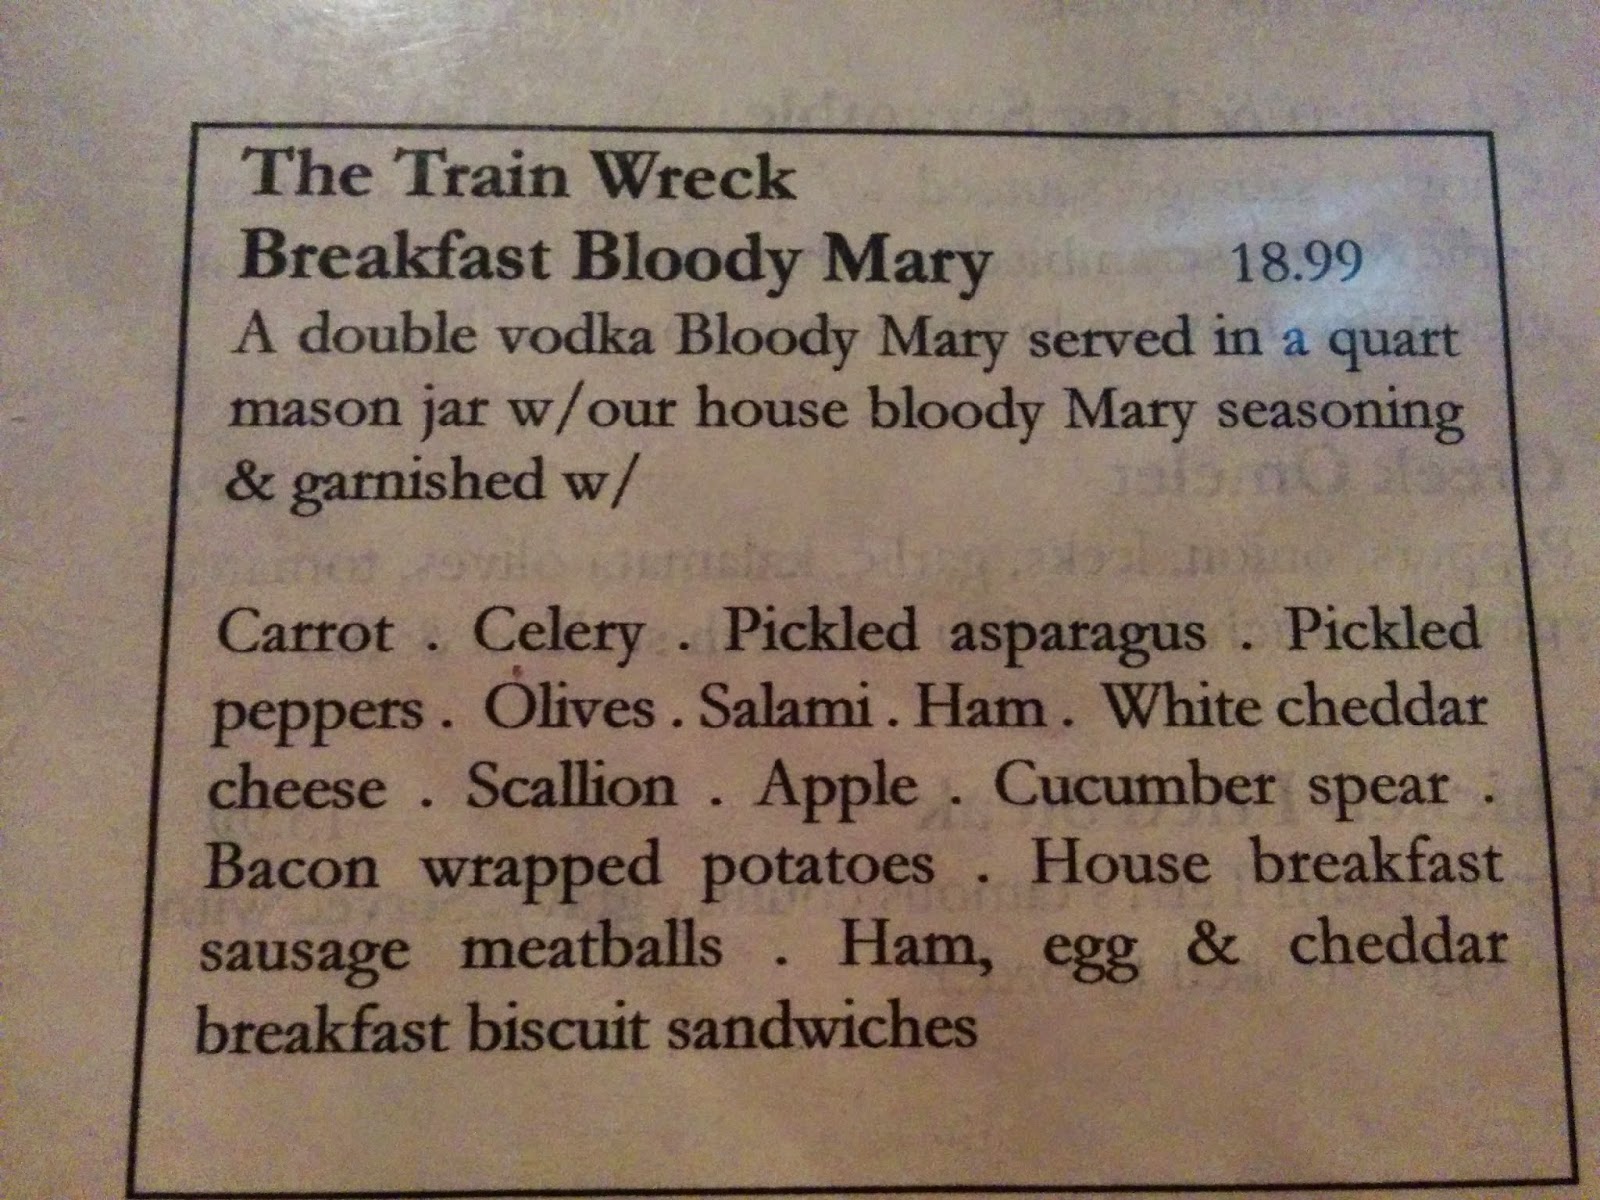 The Train Wreck
Breakfast Bloody Mary 18.99
A double vodka Bloody Mary served in a quart
mason jar w/our house bloody Mary seasoning
& garnished w/
Carrot . Celery . Pickled asparagus . Pickled
peppers . Olives . Salami . Ham . White cheddar
cheese . Scallion . Apple . Cucumber spear .
Bacon wrapped potatoes . House breakfast
sausage meatballs . Ham, egg & cheddar
breakfast biscuit sandwiches